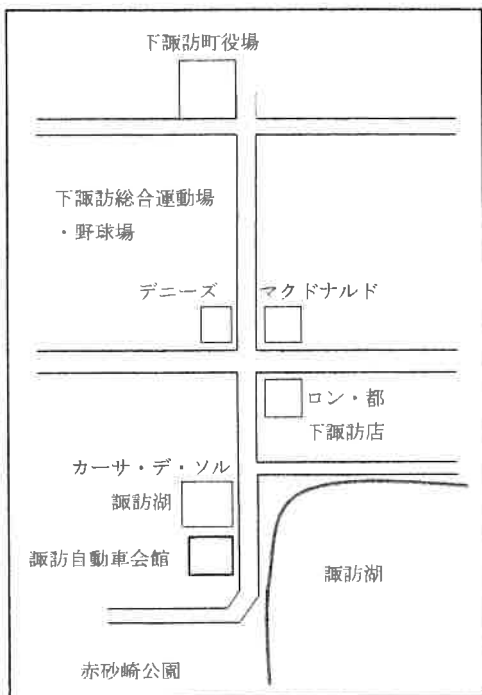 下諏訪町役場
下諏訪総合運動場
・野球場
デニーズ
マクドナルド
ロン・都
下諏訪店
カーサ・デ・ソル
諏訪湖
諏訪自動車会館
諏訪湖
赤砂崎公園